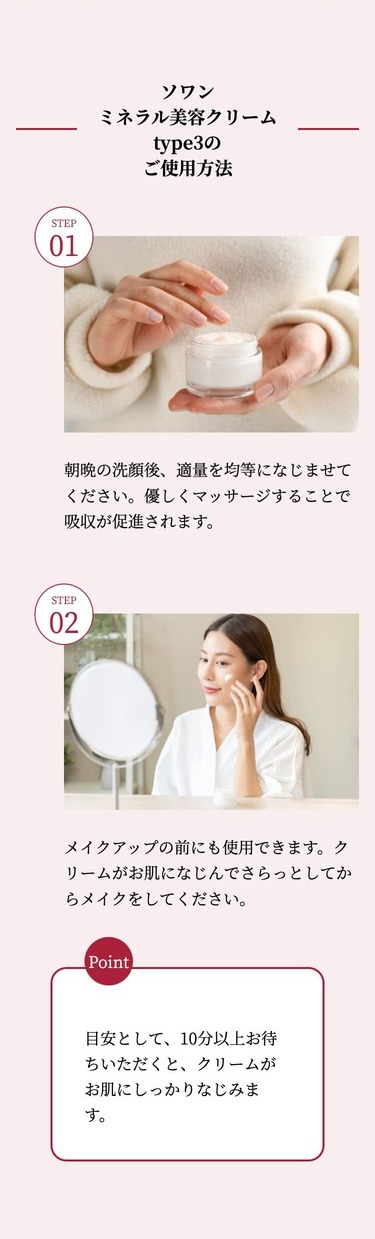 ソワン
ミネラル美容クリーム
type3の
ご使用方法
STEP
01
朝晩の洗顔後、適量を均等になじませて
ください。優しくマッサージすることで
吸収が促進されます。
STEP
02
メイクアップの前にも使用できます。ク
リームがお肌になじんでさらっとしてか
らメイクをしてください。
Point
目安として、10分以上お待
ちいただくと、クリームが
お肌にしっかりなじみま
す。